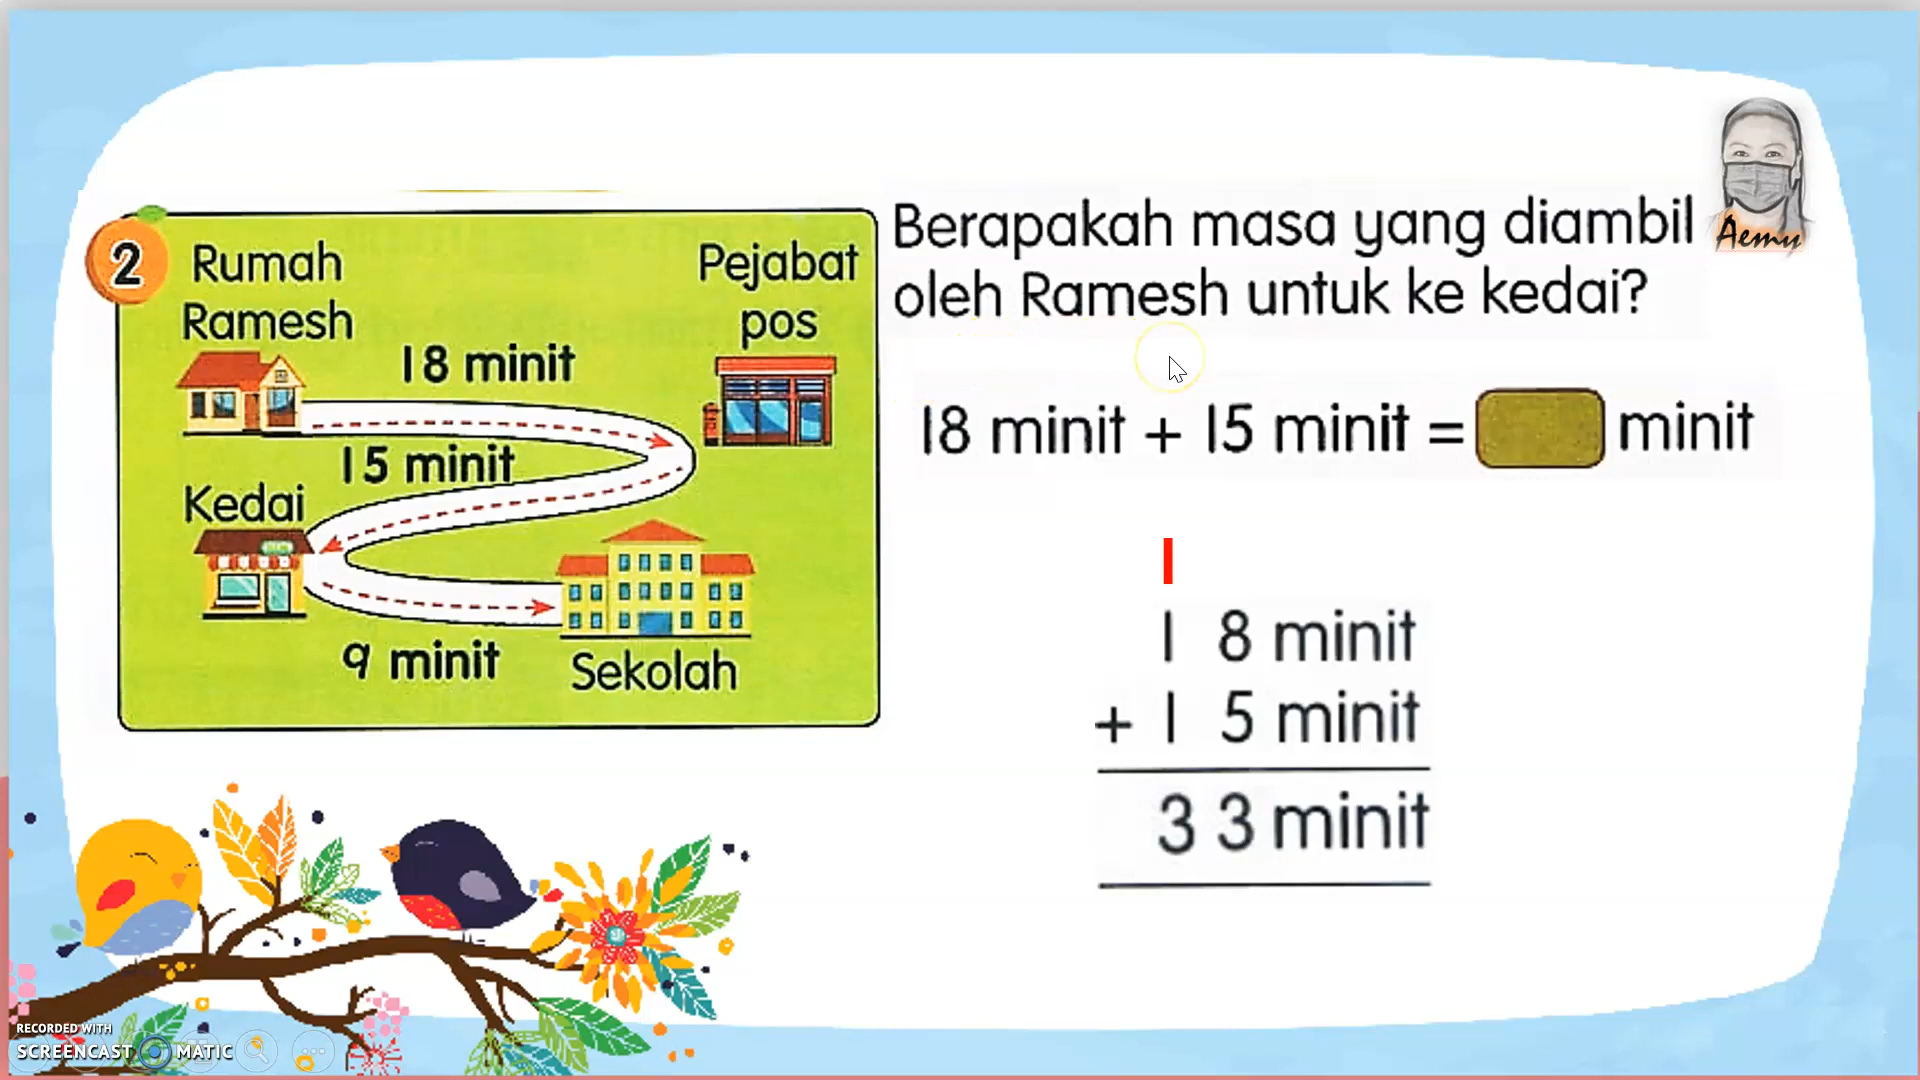 2
Rumah
Ramesh
Pejabat
pos
18 minit
15 minit
Kedai
9 minit
Sekolah
Berapakah masa yang diambil
oleh Ramesh untuk ke kedai?
Aemy
18 minit + 15 minit = minit
1
1 8 minit
+ 1 5 minit
3 3 minit
RECORDED WITH
SCREENCAST MATIC